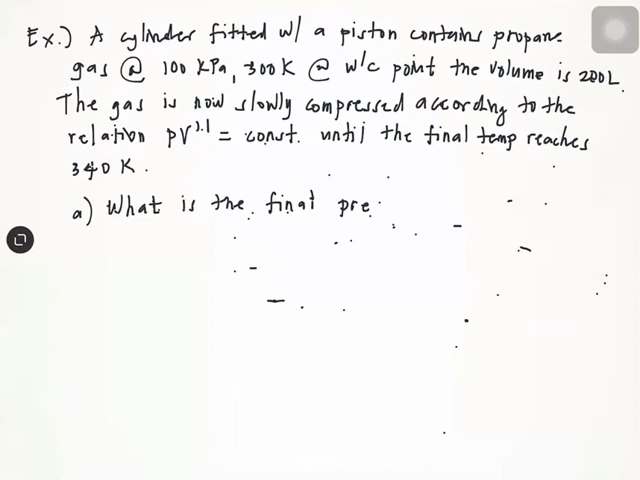 Ex.) A cylinder fitted w/ a piston contains propane
gas @ 100 kPa, 300K @ w/c point the volume is 200L.
The gas is now slowly compressed according to the
relation PV^1.1 = const. until the final temp reaches
340 K.
a) What is the final pre